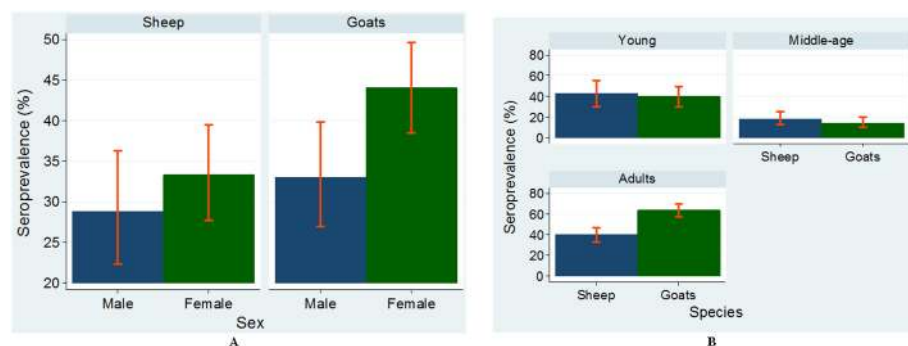 Sheep
Goats
Seroprevalence (%)
50
45
40
35
30
25
20
Male
Female
Male
Female
Sex
A
Young
Middle-age
Seroprevalence (%)
80
60
40
20
0
Sheep
Goats
Adults
80
60
40
20
0
Sheep
Goats
Species
B